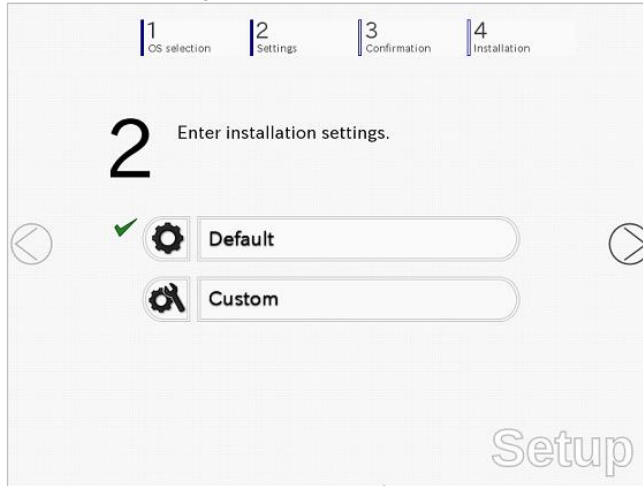 1
OS selection
2
Settings
3
Confirmation
4
Installation
2
Enter installation settings.
Default
Custom
Setup